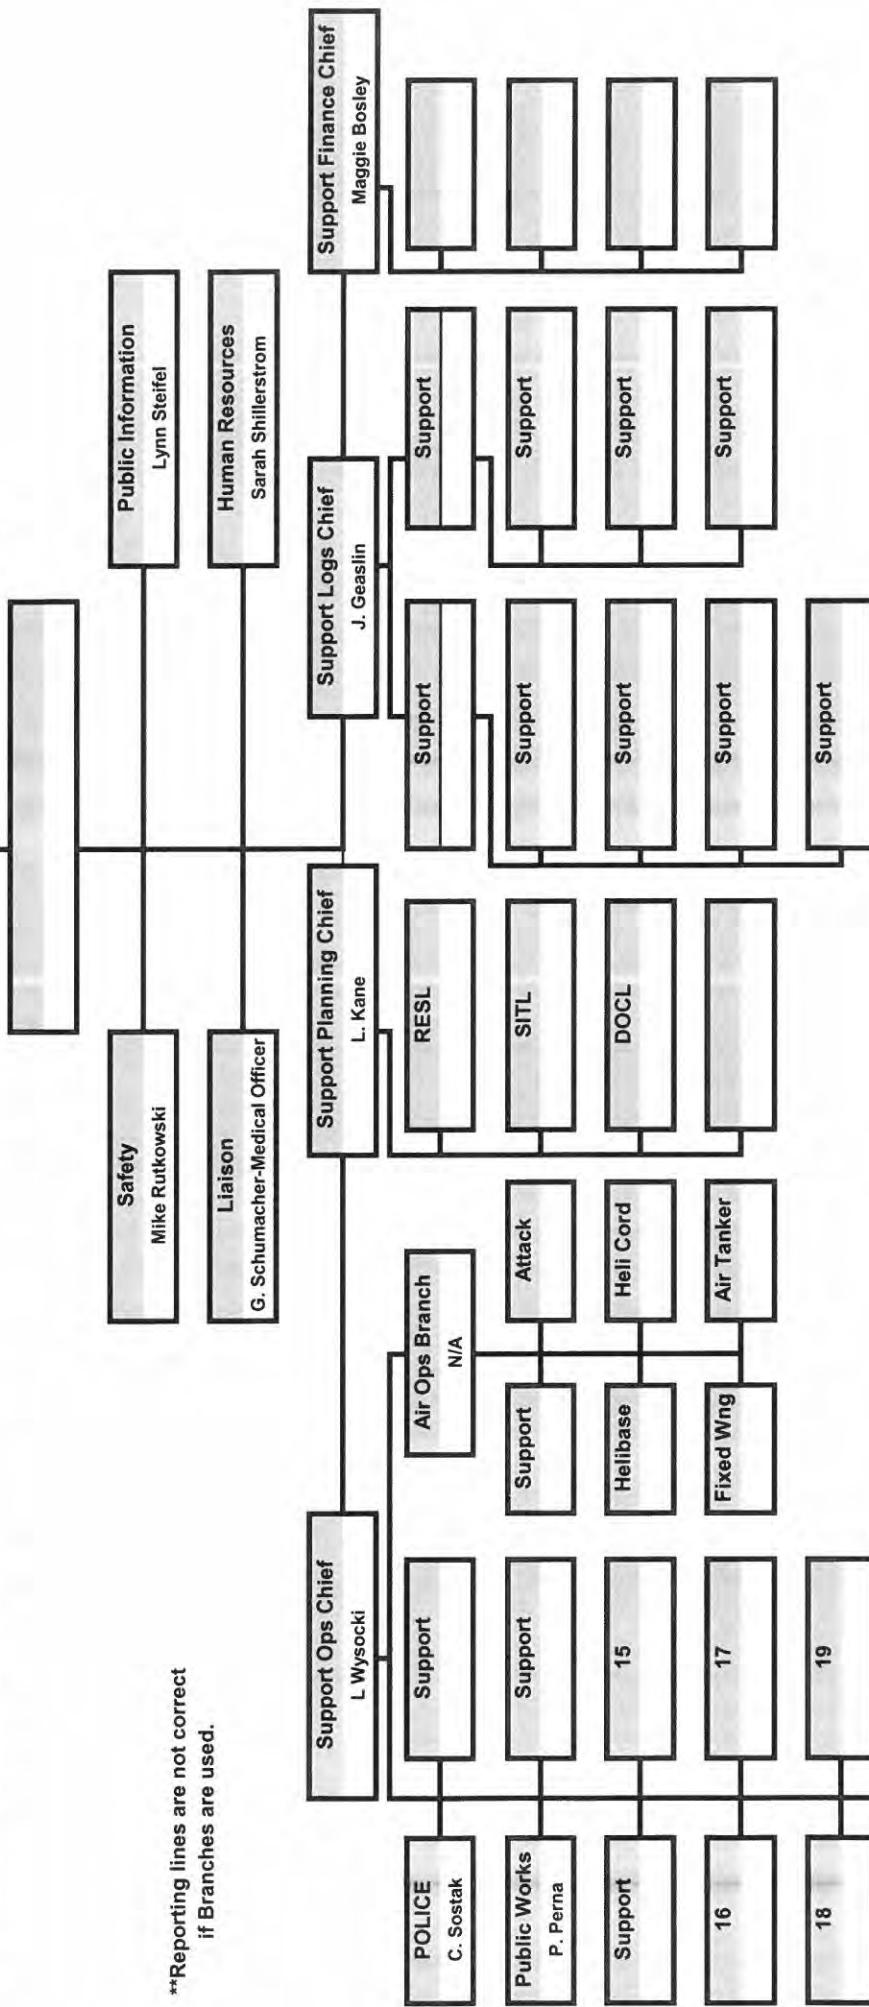 Safety
Mike Rutkowski
Public Information
Lynn Steifel
Liaison
G. Schumacher-Medical Officer
Human Resources
Sarah Shillerstrom
**Reporting lines are not correct
if Branches are used.
Support Ops Chief
L Wysocki
Support Planning Chief
L. Kane
Support Logs Chief
J. Geaslin
Support Finance Chief
Maggie Bosley
POLICE
C. Sostak
Support
Air Ops Branch
N/A
RESL
Support
Support
Public Works
P. Perna
Support
Support
Attack
SITL
Support
Support
Support
15
Helibase
Heli Cord
DOCL
Support
Support
16
17
Fixed Wng
Air Tanker
Support
Support
18
19
Support